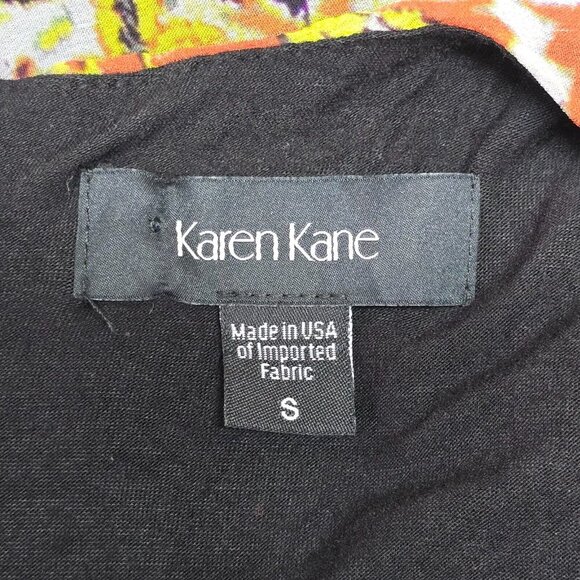 Karen Kane
Made in USA
of Imported
Fabric
S